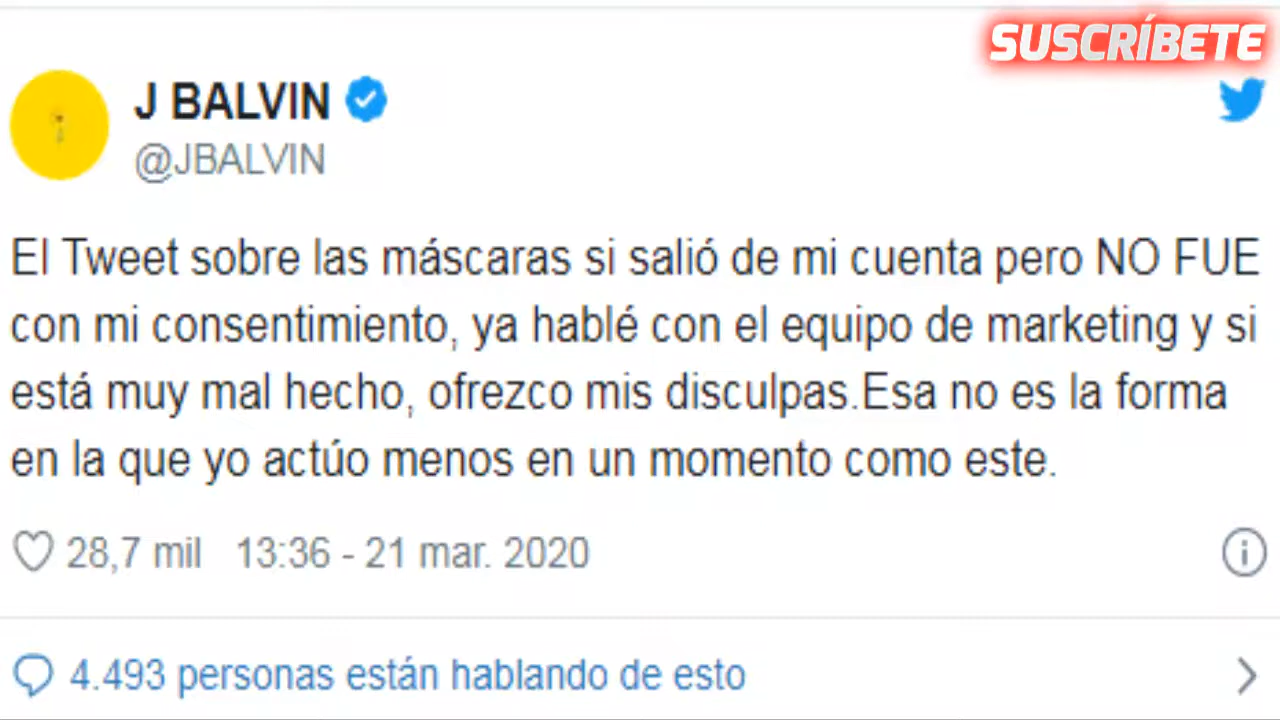 SUSCRÍBETE
J BALVIN
@JBALVIN
El Tweet sobre las máscaras si salió de mi cuenta pero NO FUE
con mi consentimiento, ya hablé con el equipo de marketing y si
está muy mal hecho, ofrezco mis disculpas.Esa no es la forma
en la que yo actúo menos en un momento como este.
28,7 mil 13:36 - 21 mar. 2020
4.493 personas están hablando de esto